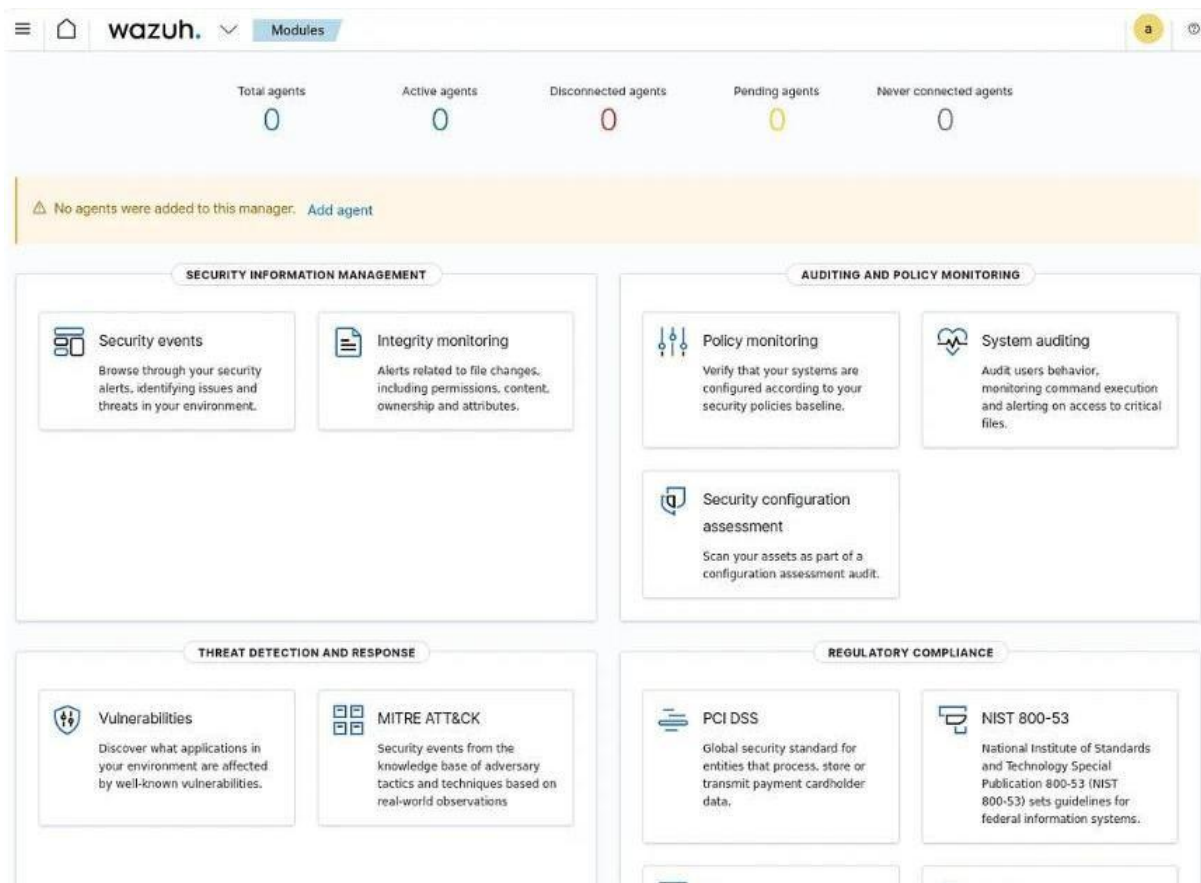 wazuh.
Modules
a
Total agents
0
Active agents
0
Disconnected agents
0
Pending agents
0
Never connected agents
0
No agents were added to this manager. Add agent
SECURITY INFORMATION MANAGEMENT
Security events
Browse through your security
alerts, identifying issues and
threats in your environment.
Integrity monitoring
Alerts related to file changes,
including permissions, content,
ownership and attributes.
AUDITING AND POLICY MONITORING
Policy monitoring
Verify that your systems are
configured according to your
security policies baseline.
System auditing
Audit users behavior,
monitoring command execution
and alerting on access to critical
files.
Security configuration
assessment
Scan your assets as part of a
configuration assessment audit.
THREAT DETECTION AND RESPONSE
Vulnerabilities
Discover what applications in
your environment are affected
by well-known vulnerabilities.
MITRE ATT&CK
Security events from the
knowledge base of adversary
tactics and techniques based on
real-world observations
REGULATORY COMPLIANCE
PCI DSS
Global security standard for
entities that process, store or
transmit payment cardholder
data.
NIST 800-53
National Institute of Standards
and Technology Special
Publication 800-53 (NIST
800-53) sets guidelines for
federal information systems.